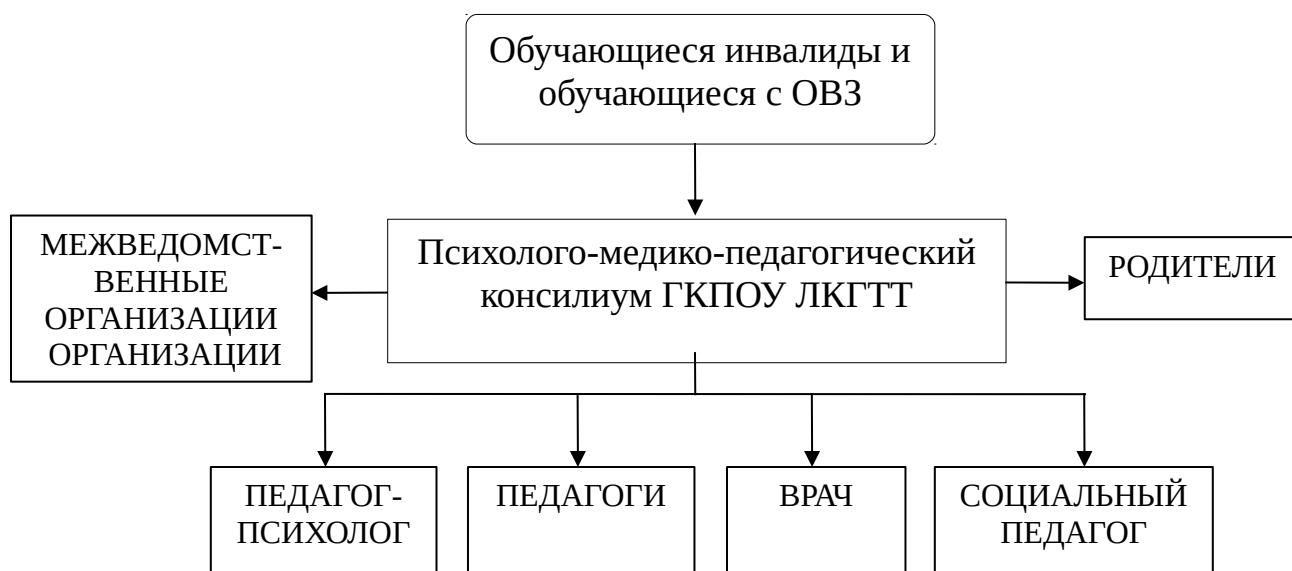 Обучающиеся инвалиды и
обучающиеся с ОВЗ
МЕЖВЕДОМСТ-
ВЕННЫЕ
ОРГАНИЗАЦИИ
ОРГАНИЗАЦИИ
Психолого-медико-педагогический
консилиум ГКПОУ ЛКГТТ
РОДИТЕЛИ
ПЕДАГОГ-
ПСИХОЛОГ
ПЕДАГОГИ
ВРАЧ
СОЦИАЛЬНЫЙ
ПЕДАГОГ